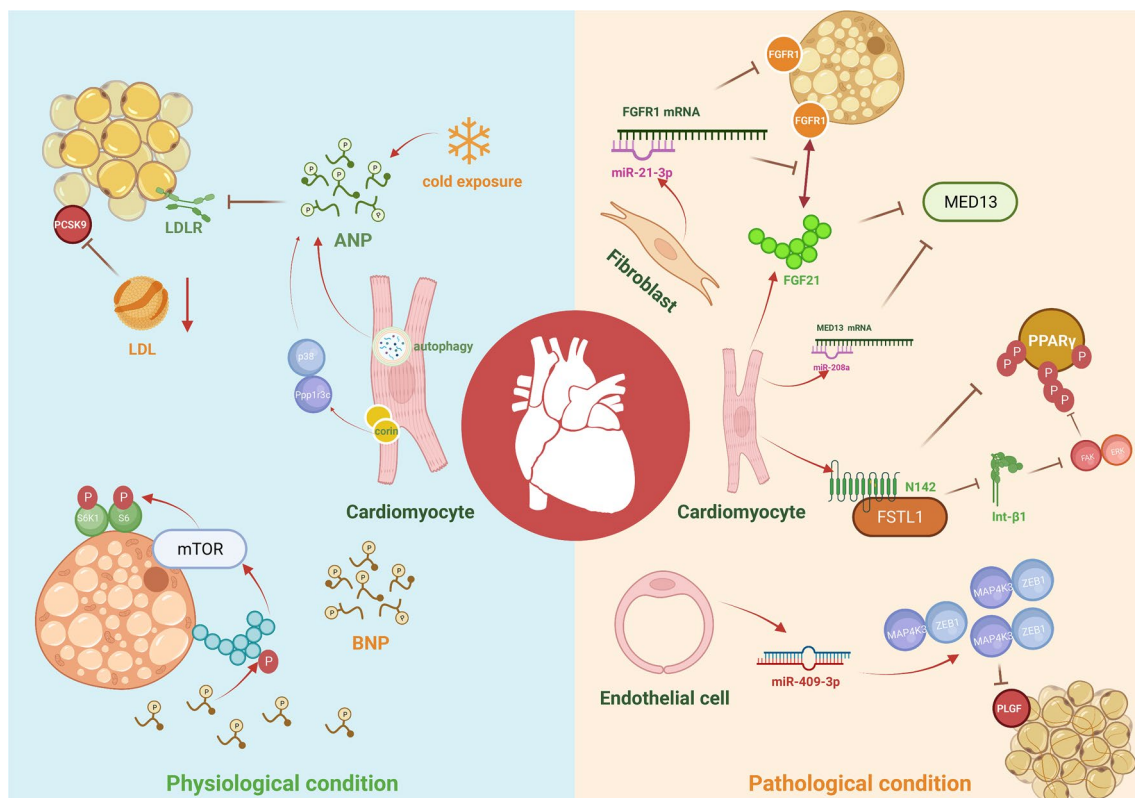 PCSK9
LDLR
LDL
P
P
P
P
P
P
ANP
cold exposure
p38
Ppp1r3c
autophagy
corin
Cardiomyocyte
P
P
S6K1
S6
mTOR
P
P
P
P
P
P
P
BNP
P
P
P
P
P
Physiological condition
FGFR1
FGFR1
FGFR1 mRNA
miR-21-3p
Fibroblast
FGF21
MED13
MED13 mRNA
miR-208a
PPARγ
P
P
P
P
P
P
FAK
ERK
Cardiomyocyte
N142
FSTL1
Int-β1
Endothelial cell
miR-409-3p
MAP4K3
ZEB1
MAP4K3
ZEB1
MAP4K3
ZEB1
PLGF
Pathological condition